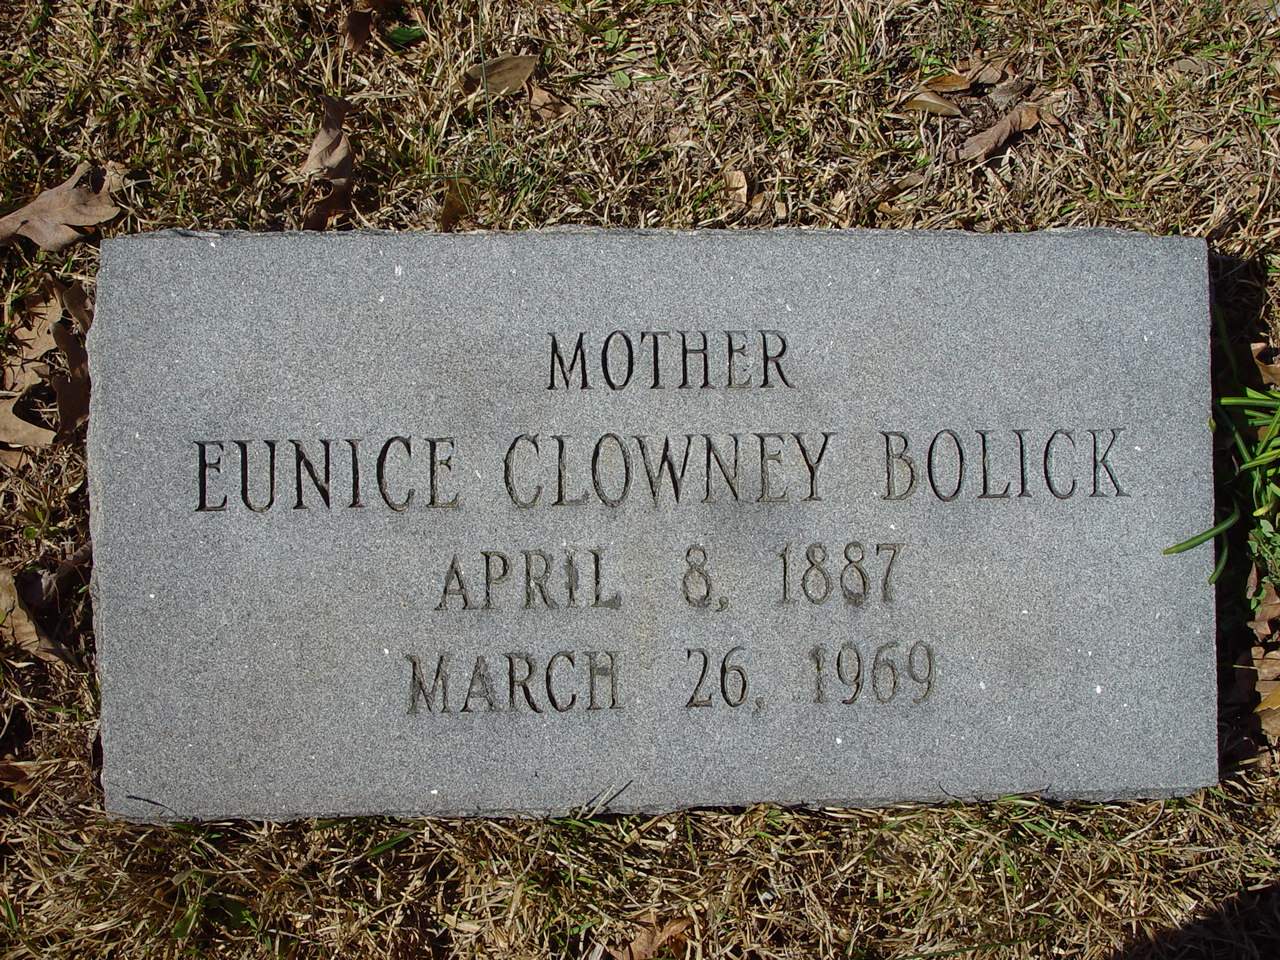 MOTHER
EUNICE CLOWNEY BOLICK
APRIL 8, 1887
MARCH 26, 1969